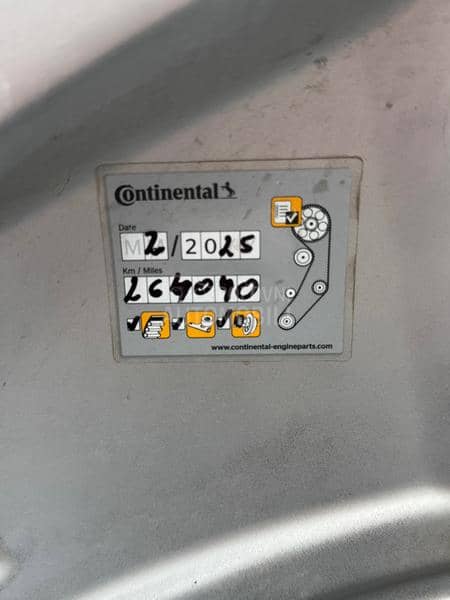 Continental
Date
M 2 / 2025
Km / Miles
264040
www.continental-engineparts.com